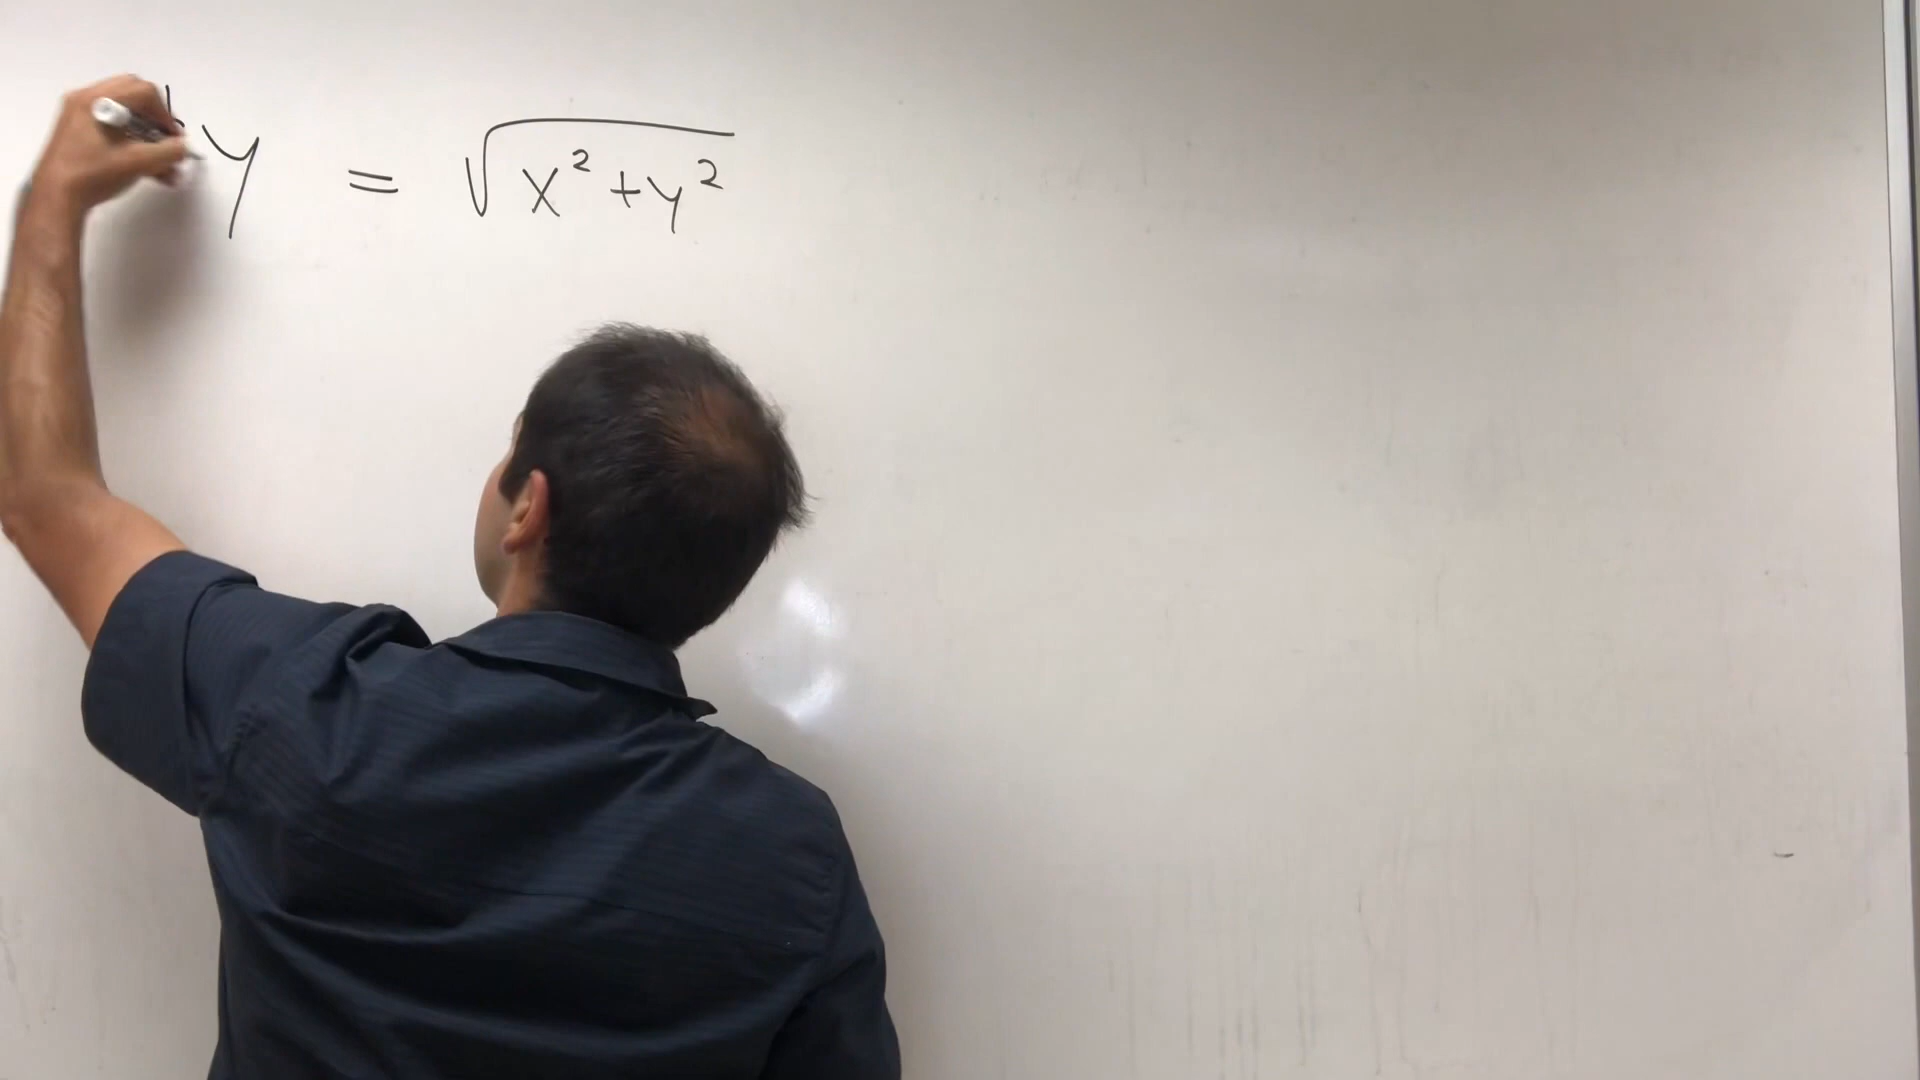 y = √(x² + y²)